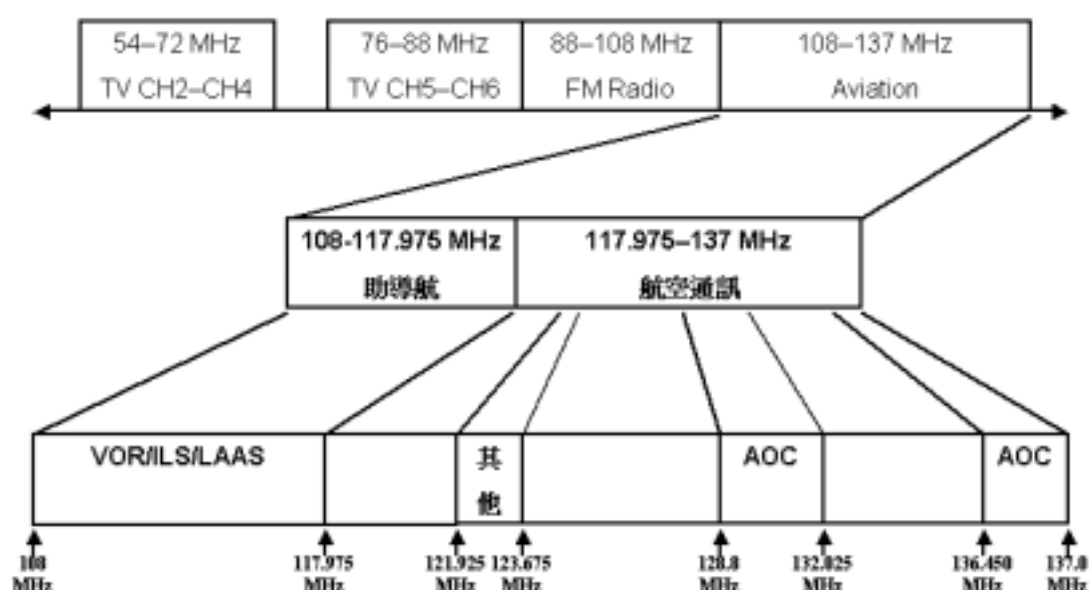 54–72 MHz
TV CH2–CH4
76–88 MHz
TV CH5–CH6
88–108 MHz
FM Radio
108–137 MHz
Aviation
108-117.975 MHz
助導航
117.975–137 MHz
航空通訊
VOR/ILS/LAAS
其
他
AOC
AOC
108
MHz
117.975
MHz
121.925
MHz
123.675
MHz
128.8
MHz
132.025
MHz
136.450
MHz
137.0
MHz